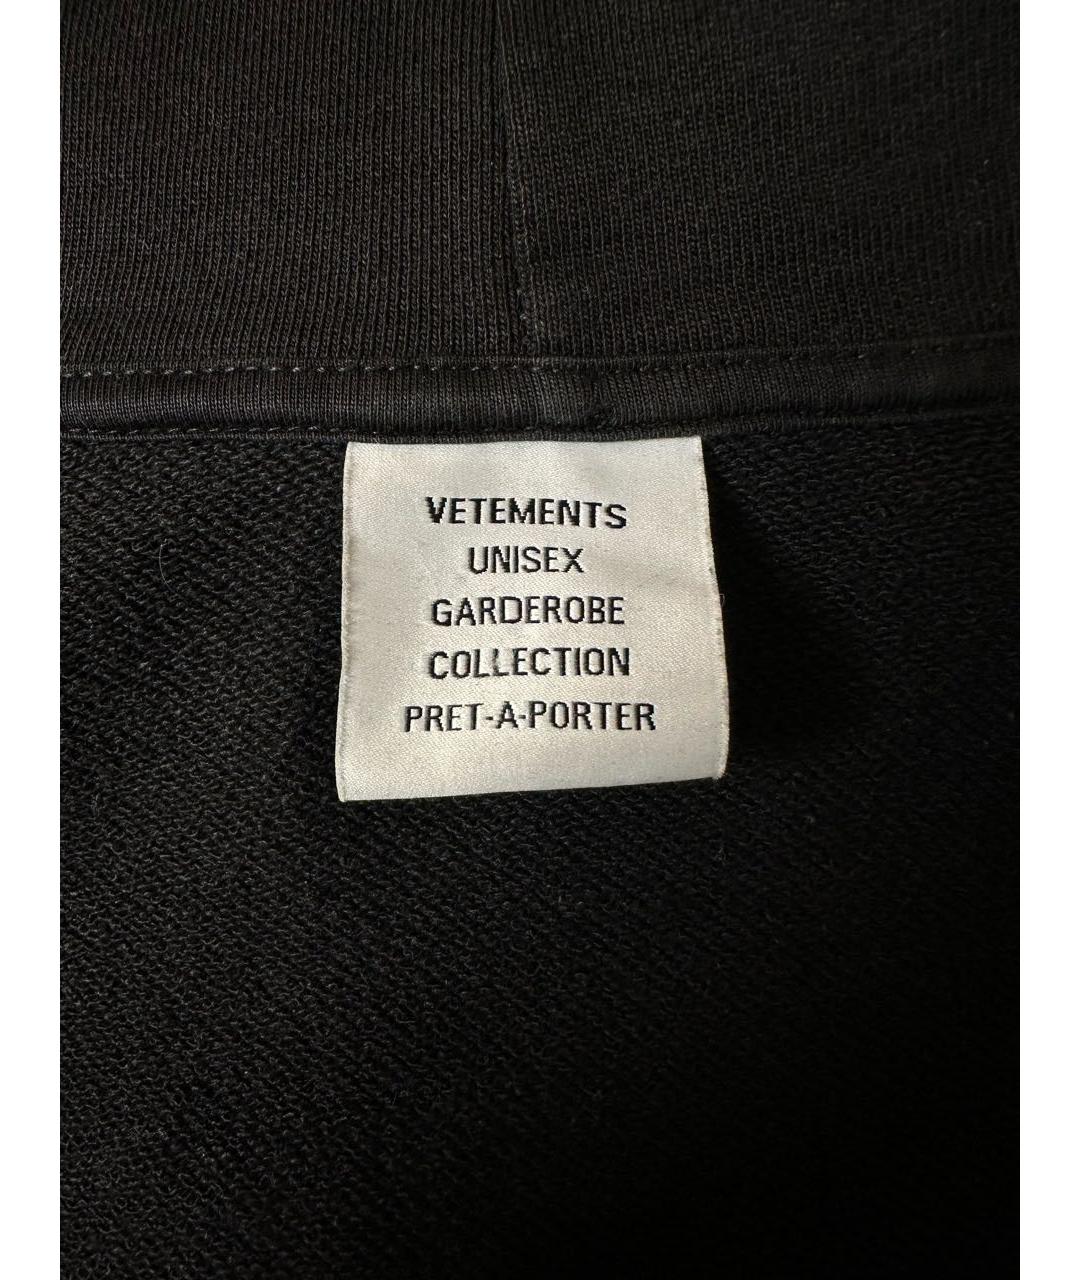 VETEMENTS
UNISEX
GARDEROBE
COLLECTION
PRET-A-PORTER